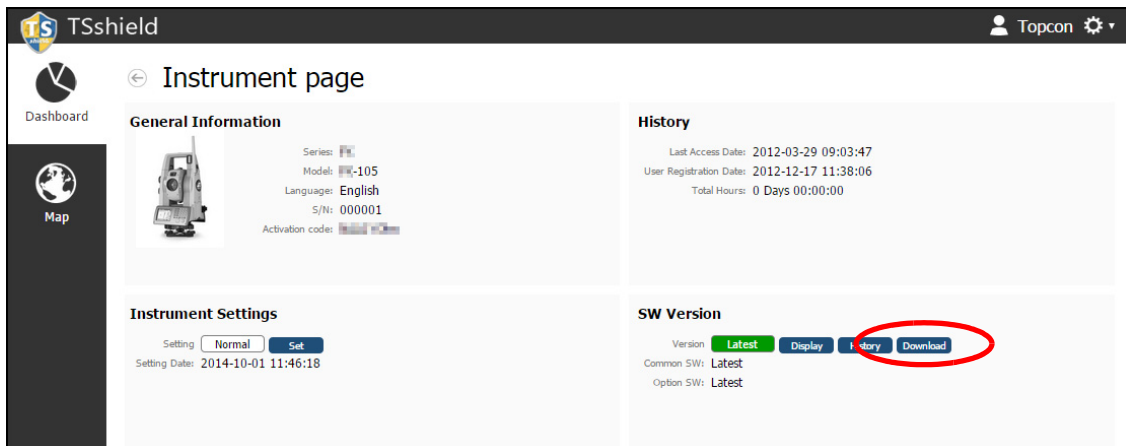 TS TSshield Topcon
Dashboard
Map
Instrument page
General Information
Series:
Model: -105
Language: English
S/N: 000001
Activation code:
History
Last Access Date: 2012-03-29 09:03:47
User Registration Date: 2012-12-17 11:38:06
Total Hours: 0 Days 00:00:00
Instrument Settings
Setting Normal Set
Setting Date: 2014-10-01 11:46:18
SW Version
Version Latest Display History Download
Common SW: Latest
Option SW: Latest